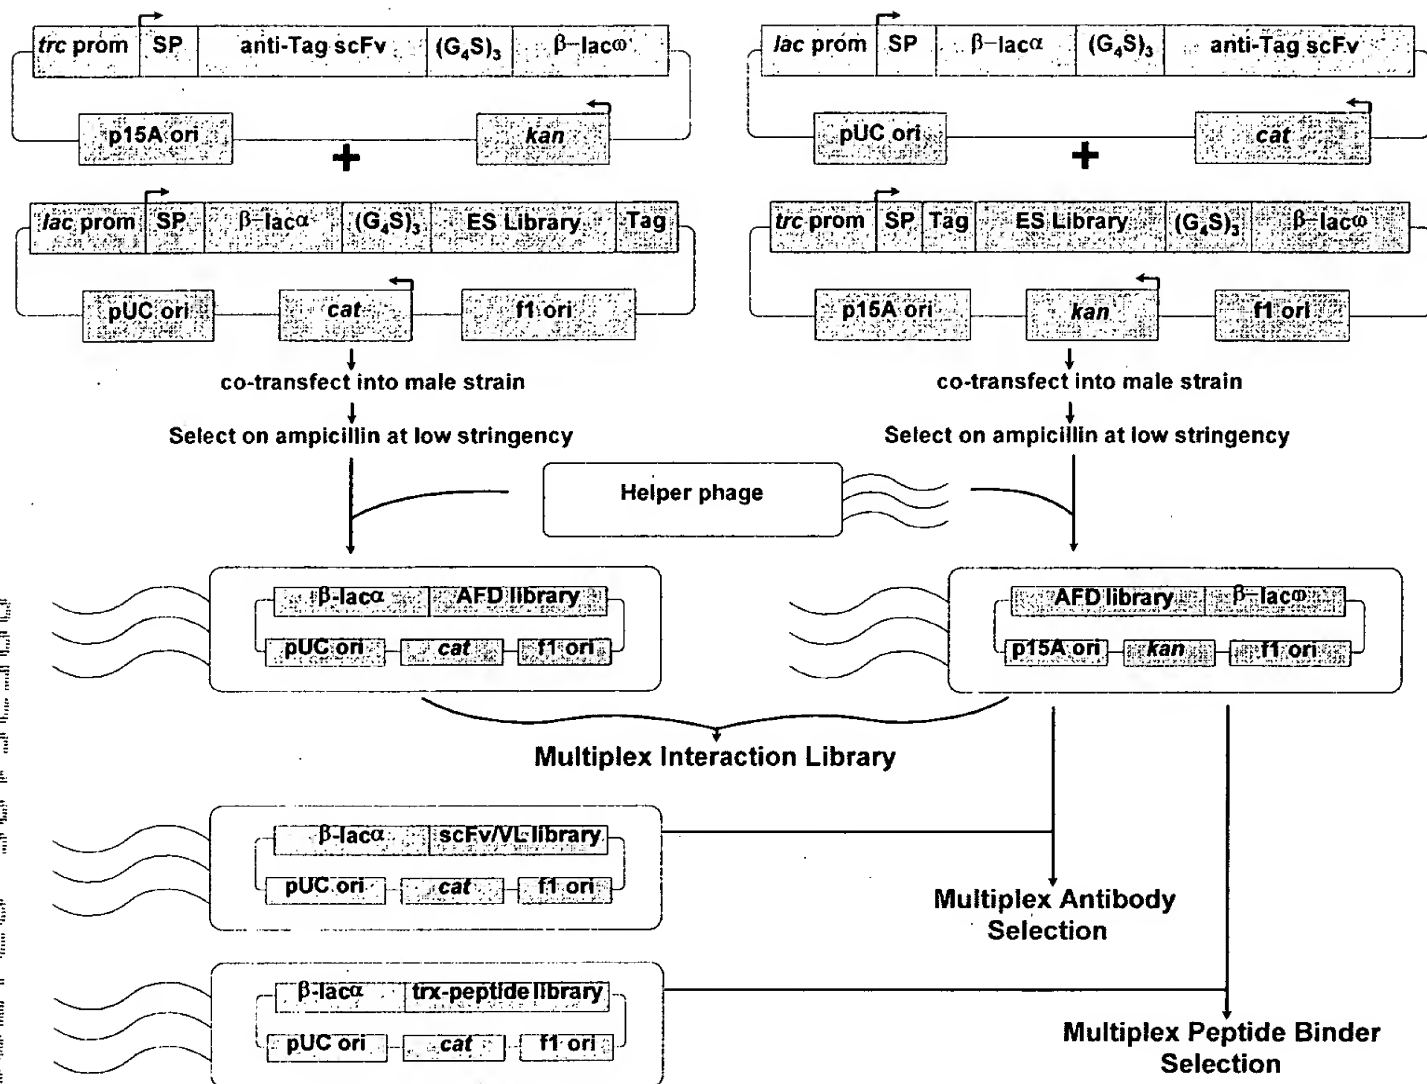 trc prom SP anti-Tag scFv (G₄S)₃ β–lacω
p15A ori kan
+
lac prom SP β–lacα (G₄S)₃ ES Library Tag
pUC ori cat f1 ori
co-transfect into male strain
Select on ampicillin at low stringency
lac prom SP β–lacα (G₄S)₃ anti-Tag scFv
pUC ori cat
+
trc prom SP Tag ES Library (G₄S)₃ β–lacω
p15A ori kan f1 ori
co-transfect into male strain
Select on ampicillin at low stringency
Helper phage
β-lacα AFD library
pUC ori cat f1 ori
AFD library β–lacω
p15A ori kan f1 ori
Multiplex Interaction Library
β-lacα scFv/VL library
pUC ori cat f1 ori
Multiplex Antibody
Selection
β-lacα trx-peptide library
pUC ori cat f1 ori
Multiplex Peptide Binder
Selection